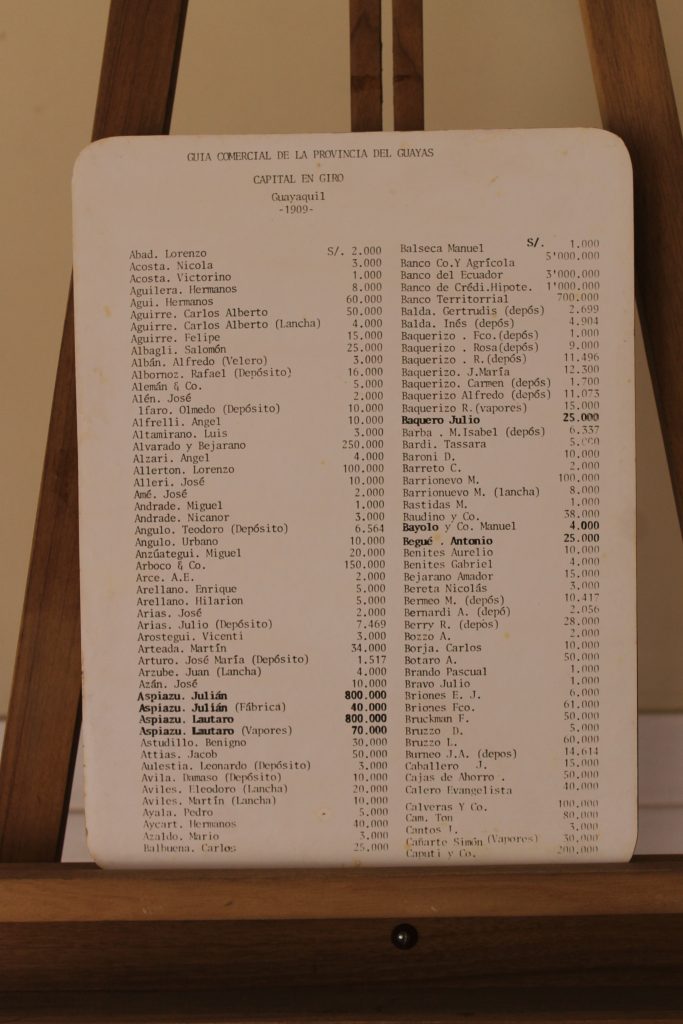 GUIA COMERCIAL DE LA PROVINCIA DEL GUAYAS
CAPITAL EN GIRO
Guayaquil
-1909-
Abad. Lorenzo S/. 2.000
Acosta. Nicola 3.000
Acosta. Victorino 1.000
Aguilera. Hermanos 8.000
Agui. Hermanos 60.000
Aguirre. Carlos Alberto 50.000
Aguirre. Carlos Alberto (Lancha) 4.000
Aguirre. Felipe 15.000
Albagli. Salomón 25.000
Albán. Alfredo (Velero) 3.000
Albornoz. Rafael (Depósito) 16.000
Alemán & Co. 5.000
Alén. José 2.000
lfaro. Olmedo (Depósito) 10.000
Alfrelli. Angel 10.000
Altamirano. Luis 3.000
Alvarado y Bejarano 250.000
Alzari. Angel 4.000
Allerton. Lorenzo 100.000
Alleri. José 10.000
Amé. José 2.000
Andrade. Miguel 1.000
Andrade. Nicanor 3.000
Angulo. Teodoro (Depósito) 6.564
Angulo. Urbano 10.000
Anzúategui. Miguel 20.000
Arboco & Co. 150.000
Arce. A.E. 2.000
Arellano. Enrique 5.000
Arellano. Hilarion 5.000
Arias. José 2.000
Arias. Julio (Depósito) 7.469
Arostegui. Vicenti 3.000
Arteada. Martín 34.000
Arturo. José María (Depósito) 1.517
Arzube. Juan (Lancha) 4.000
Azán. José 10.000
Aspiazu. Julián 800.000
Aspiazu. Julián (Fábrica) 40.000
Aspiazu. Lautaro 800.000
Aspiazu. Lautaro (Vapores) 70.000
Astudillo. Benigno 30.000
Attias. Jacob 50.000
Aulestia. Leonardo (Depósito) 3.000
Avila. Damaso (Depósito) 10.000
Aviles. Eleodoro (Lancha) 20.000
Aviles. Martín (Lancha) 10.000
Ayala. Pedro 5.000
Aycart. Hermanos 40.000
Azaldo. Mario 3.000
Balbuena. Carlos 25.000
Balseca Manuel S/. 1.000
Banco Co.Y Agrícola 5'000.000
Banco del Ecuador 3'000.000
Banco de Crédi.Hipote. 1'000.000
Banco Territorrial 700.000
Balda. Gertrudis (depós) 2.699
Balda. Inés (depós) 4.904
Baquerizo . Fco.(depós) 1.000
Baquerizo . Rosa(depós) 9.000
Baquerizo . R.(depós) 11.496
Baquerizo. J.María 12.300
Baquerizo. Carmen (depós) 1.700
Baquerizo Alfredo (depós) 11.073
Baquerizo R.(vapores) 15.000
Baquero Julio 25.000
Barba . M.Isabel (depós) 6.337
Bardi. Tassara
Baroni D. 10.000
Barreto C. 2.000
Barrionevo M. 100.000
Barrionuevo M. (lancha) 8.000
Bastidas M. 1.000
Baudino y Co. 38.000
Bayolo y Co. Manuel 4.000
Begué . Antonio 25.000
Benites Aurelio 10.000
Benites Gabriel 4.000
Bejarano Amador 15.000
Bereta Nicolás 3.000
Bermeo M. (depós) 10.417
Bernardi A. (depó) 2.056
Berry R. (depós) 28.000
Bozzo A. 2.000
Borja. Carlos 10.000
Botaro A. 50.000
Brando Pascual 1.000
Bravo Julio 1.000
Briones E. J. 6.000
Briones Fco. 61.000
Bruckman F. 50.000
Bruzzo D. 5.000
Bruzzo L. 60.000
Burneo J.A. (depos) 14.614
Caballero J. 15.000
Cajas de Ahorro . 50.000
Calero Evangelista 40.000
Calveras Y Co. 100.000
Cam. Ton 80.000
Cantos I. 3.000
Cañarte Simón (Vapores) 30.000
Caputi y Co. 200.000